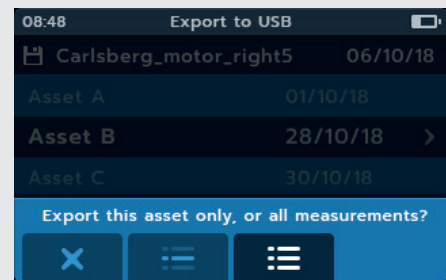 08:48 Export to USB
Carlsberg_motor_right5 06/10/18
Asset A 01/10/18
Asset B 28/10/18 >
Asset C 30/10/18
Export this asset only, or all measurements?